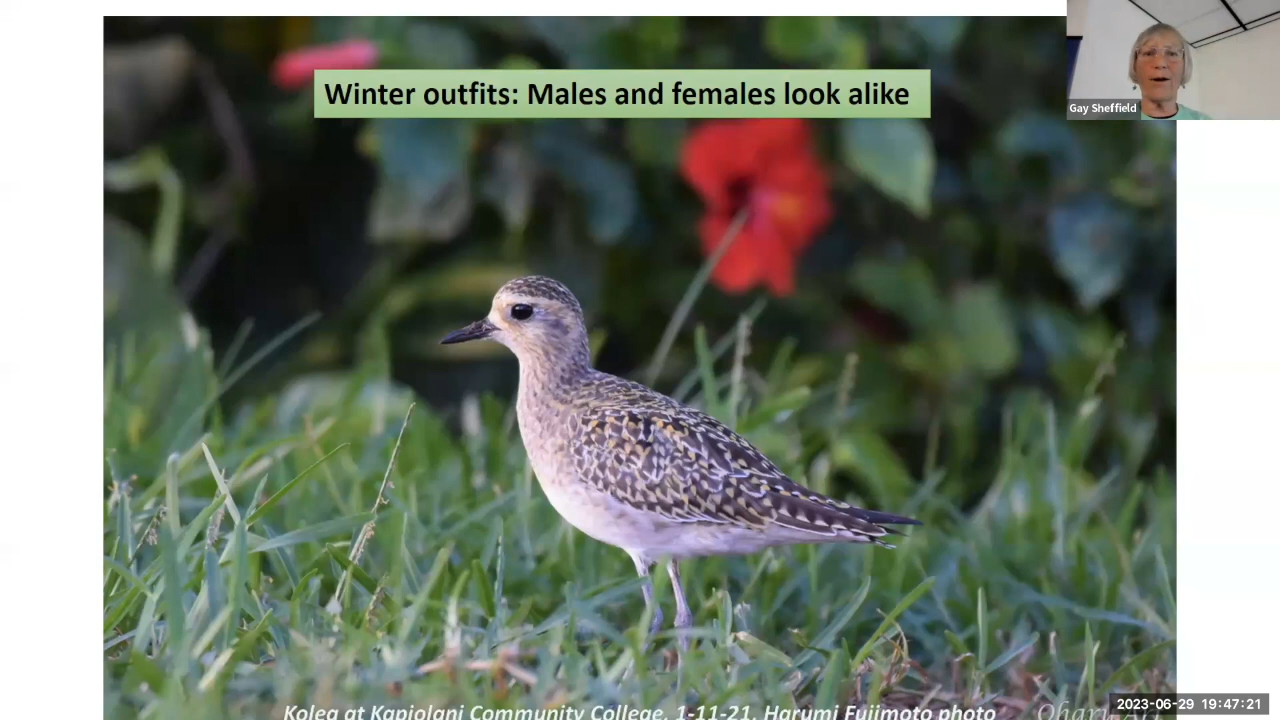 Winter outfits: Males and females look alike
Gay Sheffield
Kolea at Kapiolani Community College, 1-11-21, Harumi Fujimoto photo
2023-06-29 19:47:21